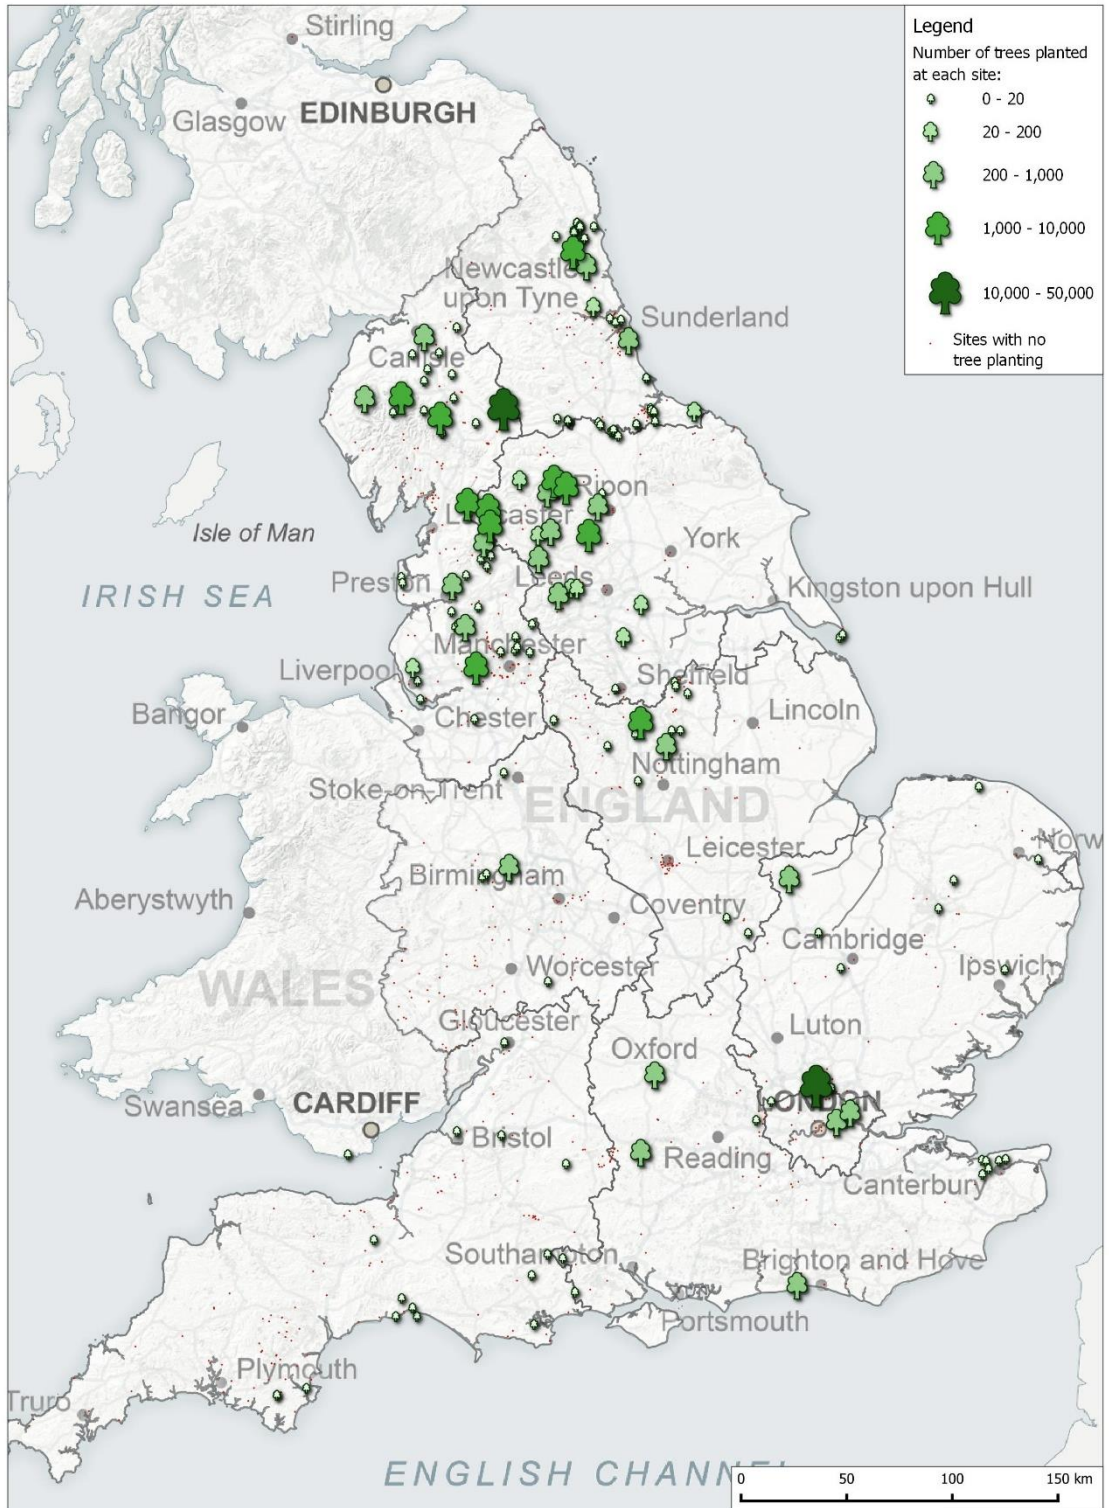 Stirling
EDINBURGH
Glasgow
Legend
Number of trees planted
at each site:
0 - 20
20 - 200
200 - 1,000
1,000 - 10,000
10,000 - 50,000
Sites with no
tree planting
Newcastle
upon Tyne
Sunderland
Carlisle
Ripon
Isle of Man
Lancaster
York
IRISH SEA
Preston
Leeds
Kingston upon Hull
Manchester
Liverpool
Sheffield
Bangor
Chester
Lincoln
Stoke-on-Trent
Nottingham
ENGLAND
Leicester
Norw
Birmingham
Aberystwyth
Coventry
Cambridge
WALES
Worcester
Ipswich
Gloucester
Luton
Oxford
Swansea
CARDIFF
LONDON
Bristol
Reading
Canterbury
Southampton
Brighton and Hove
Portsmouth
Plymouth
Truro
ENGLISH CHANNEL
0 50 100 150 km